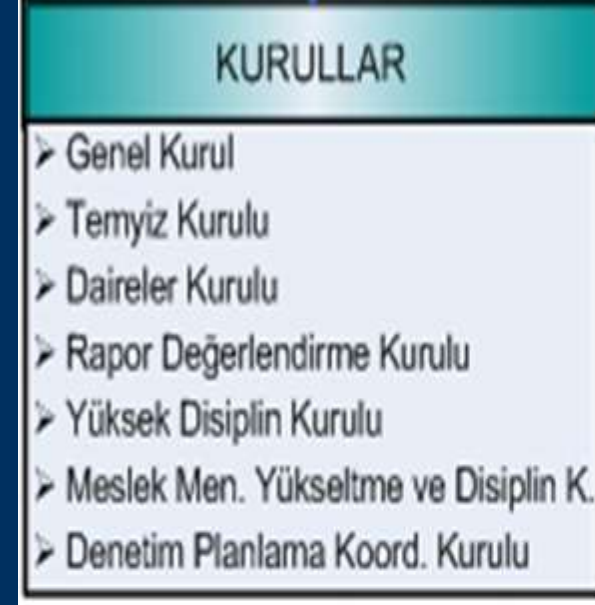 KURULLAR
➢ Genel Kurul
➢ Temyiz Kurulu
➢ Daireler Kurulu
➢ Rapor Değerlendirme Kurulu
➢ Yüksek Disiplin Kurulu
➢ Meslek Men. Yükseltme ve Disiplin K.
➢ Denetim Planlama Koord. Kurulu